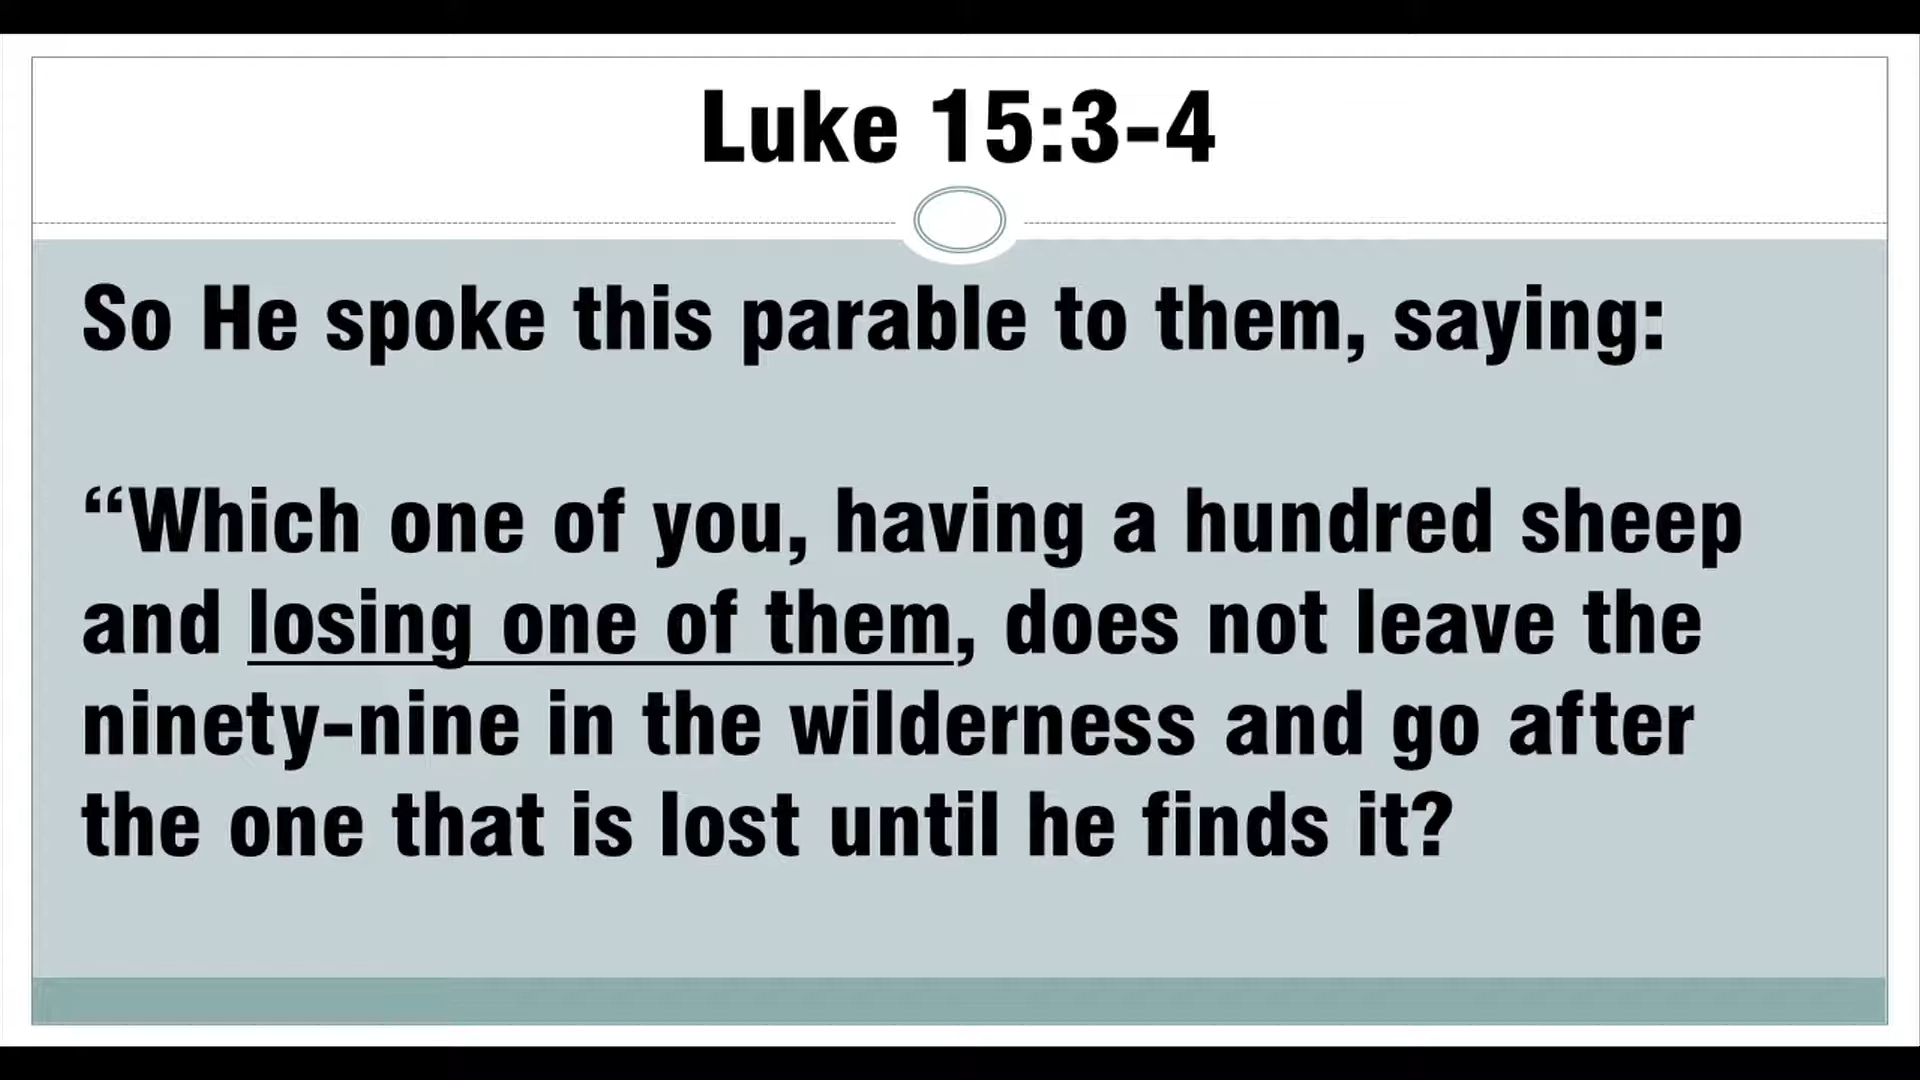 Luke 15:3-4
So He spoke this parable to them, saying:
“Which one of you, having a hundred sheep
and losing one of them, does not leave the
ninety-nine in the wilderness and go after
the one that is lost until he finds it?